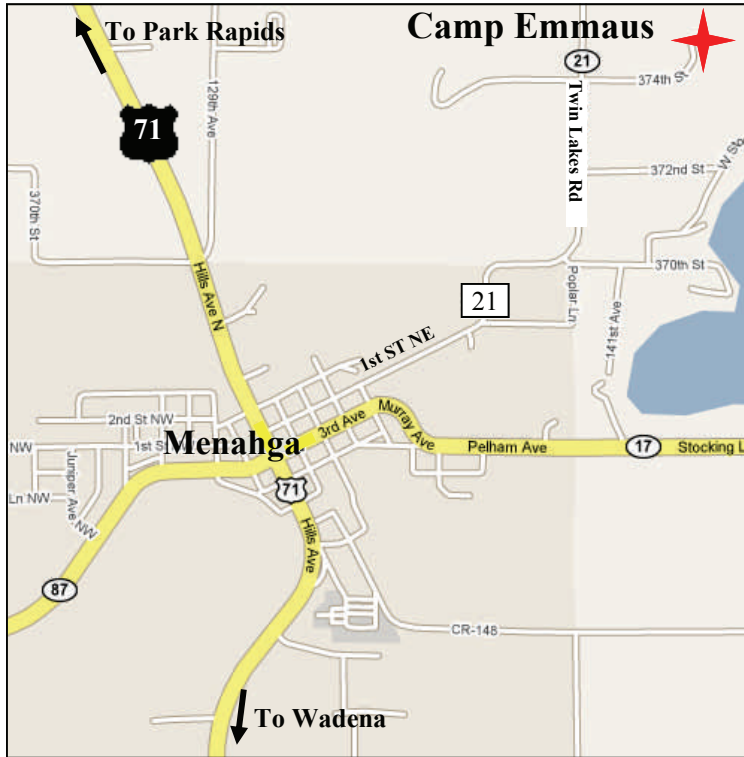 To Park Rapids
Camp Emmaus
21
374th St
129th Ave
71
Twin Lakes Rd
372nd St
W St
370th St
Hills Ave N
370th St
21
Poplar Ln
141st Ave
1st ST NE
2nd St NW
3rd Ave
Murray Ave
NW
1st St
Menahga
Pelham Ave
17
Stocking L
Juniper Ave NW
71
Ln NW
Hills Ave
87
CR-148
To Wadena